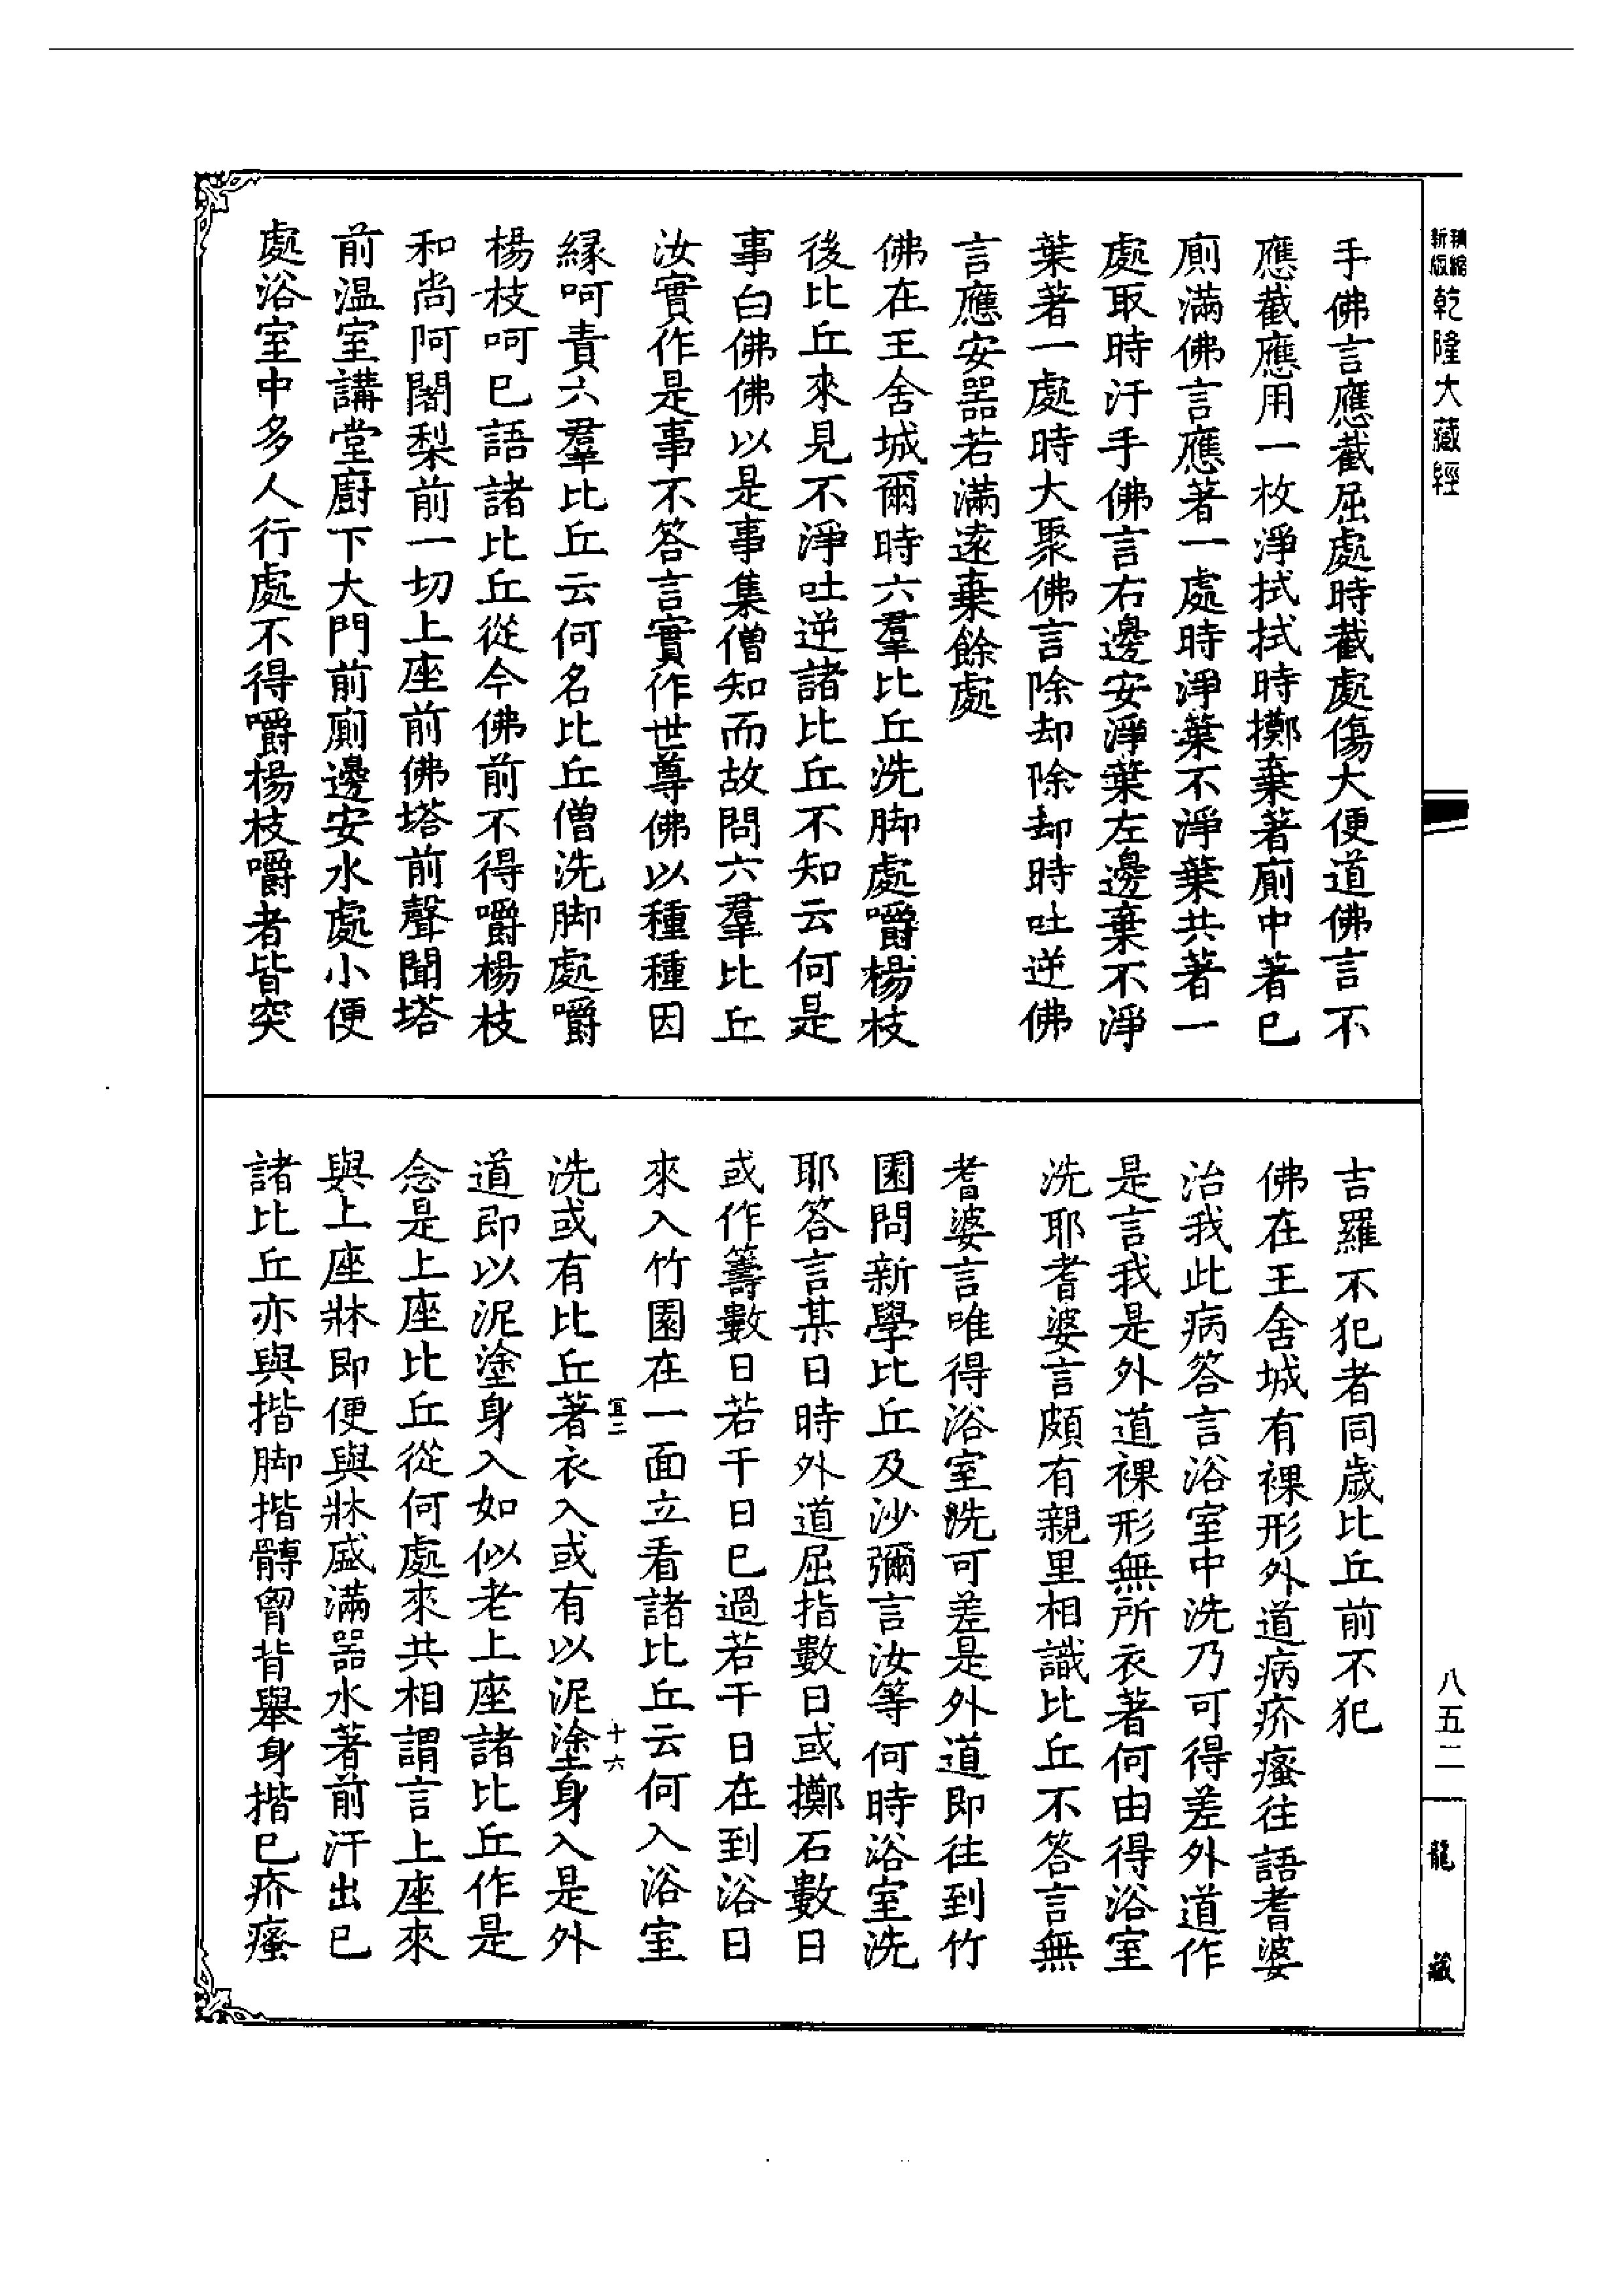 精縮新版乾隆大藏經
手佛言應截屈處時截處傷大便道佛言不
應截應用一枚淨拭拭時擲棄著廁中著已
廁滿佛言應著一處時淨葉不淨葉共著一
處取時汙手佛言右邊安淨葉左邊棄不淨
葉著一處時大聚佛言除却除却時吐逆佛
言應安器若滿遠棄餘處
佛在王舍城爾時六羣比丘洗脚處嚼楊枝
後比丘來見不淨吐逆諸比丘不知云何是
事白佛佛以是事集僧知而故問六羣比丘
汝實作是事不答言實作世尊佛以種種因
緣呵責六羣比丘云何名比丘僧洗脚處嚼
楊枝呵已語諸比丘從今佛前不得嚼楊枝
和尚阿闍梨前一切上座前佛塔前聲聞塔
前溫室講堂廚下大門前廁邊安水處小便
處浴室中多人行處不得嚼楊枝嚼者皆突
吉羅不犯者同歲比丘前不犯
佛在王舍城有裸形外道病疥瘙往語耆婆
治我此病答言浴室中洗乃可得差外道作
是言我是外道裸形無所衣著何由得浴室
洗耶耆婆言頗有親里相識比丘不答言無
耆婆言唯得浴室洗可差是外道即往到竹
園問新學比丘及沙彌言汝等何時浴室洗
耶答言某日時外道屈指數日或擲石數日
或作籌數日若干日已過若干日在到浴日
來入竹園在一面立看諸比丘云何入浴室
洗或有比丘著衣入或有以泥塗身入是外
宜二
十六
道即以泥塗身入如似老上座諸比丘作是
念是上座比丘從何處來共相謂言上座來
與上座牀即便與牀盛滿器水著前汗出已
諸比丘亦與揩脚揩髆胷背舉身揩已疥瘙
八五二
龍藏